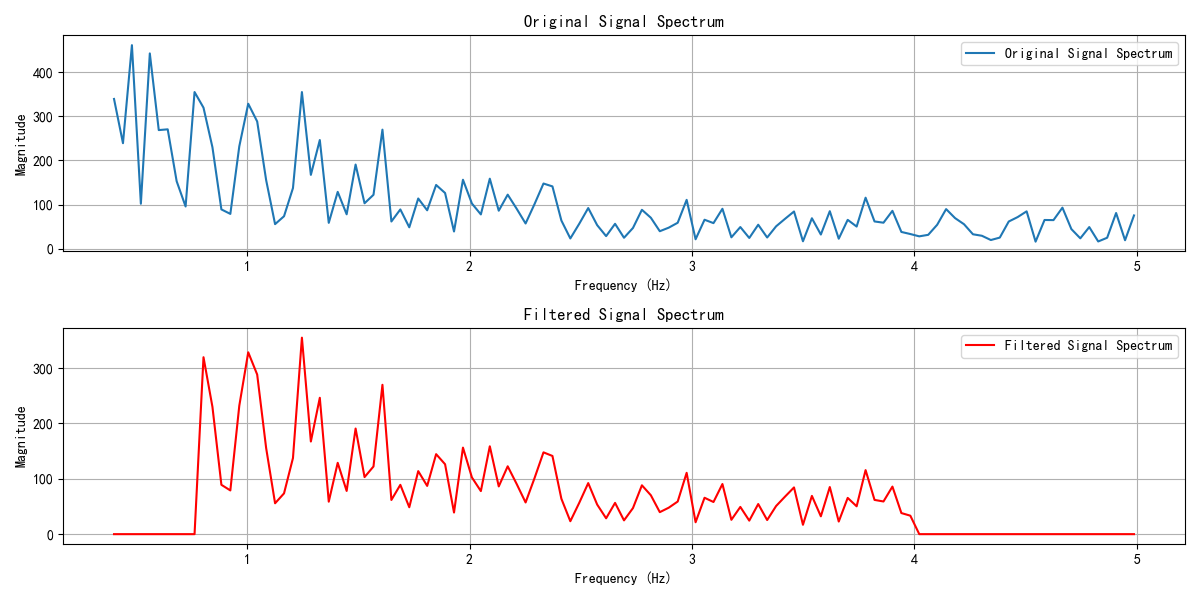 Original Signal Spectrum
Magnitude
400
300
200
100
0
Original Signal Spectrum
1 2 3 4 5
Frequency (Hz)
Filtered Signal Spectrum
Magnitude
300
200
100
0
Filtered Signal Spectrum
1 2 3 4 5
Frequency (Hz)